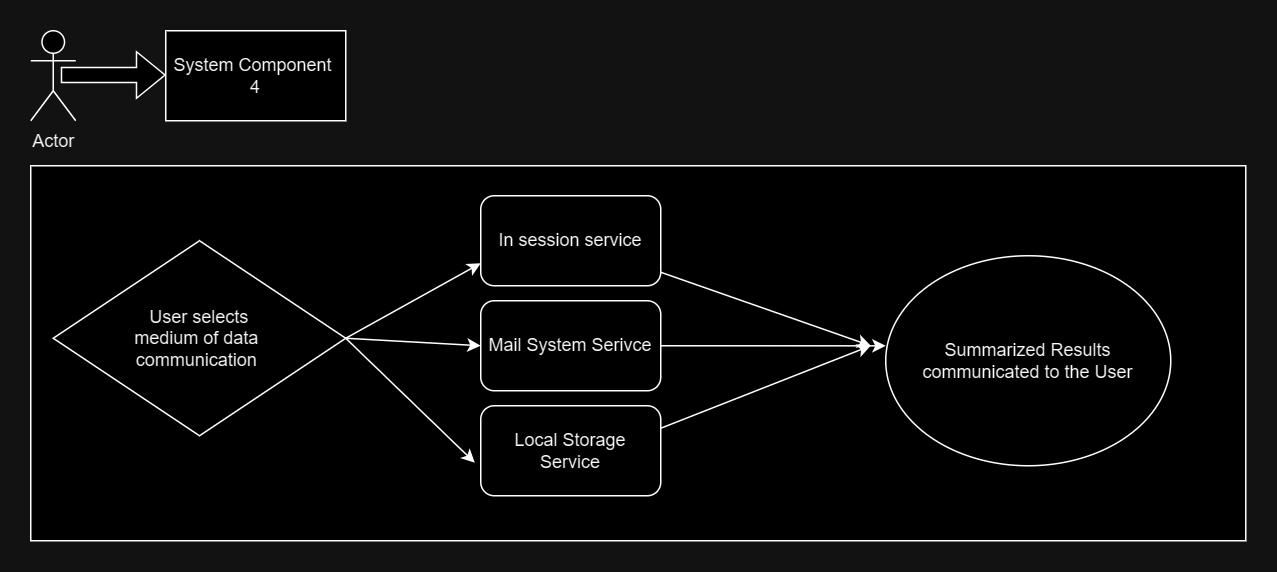 System Component
4
Actor
User selects
medium of data
communication
In session service
Mail System Serivce
Local Storage
Service
Summarized Results
communicated to the User